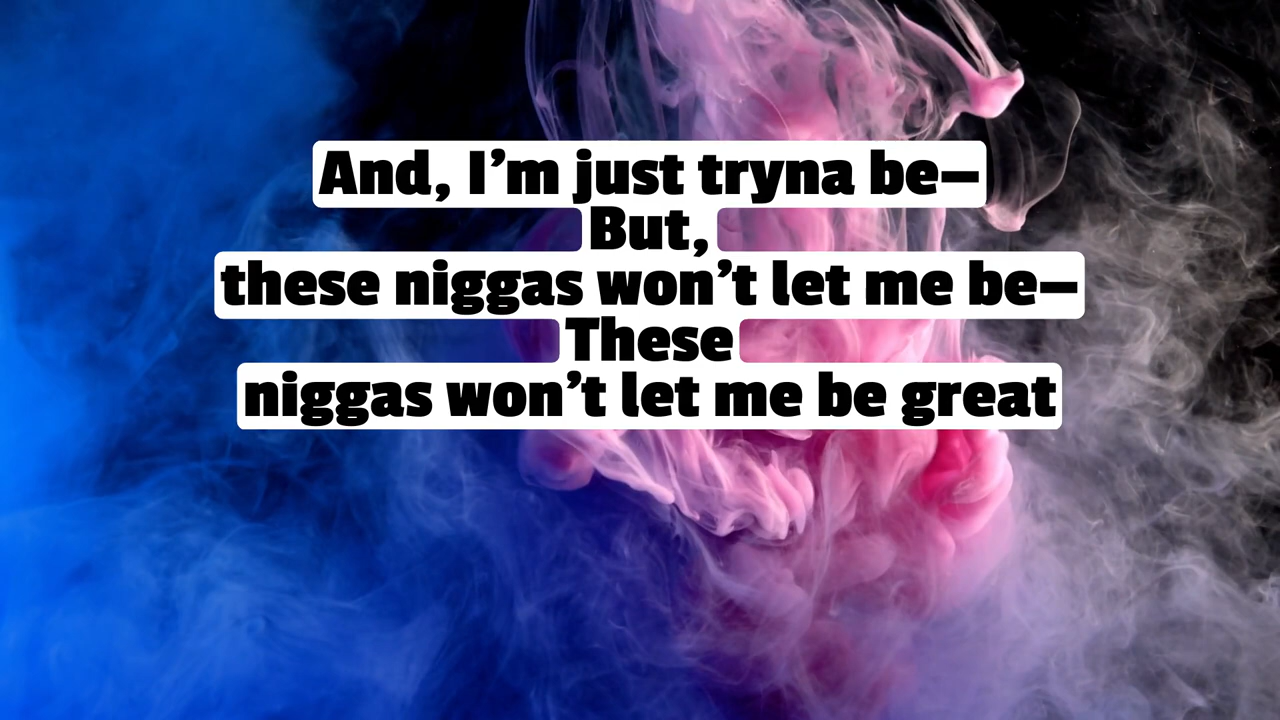 And, I’m just tryna be—
But,
these niggas won’t let me be—
These
niggas won’t let me be great